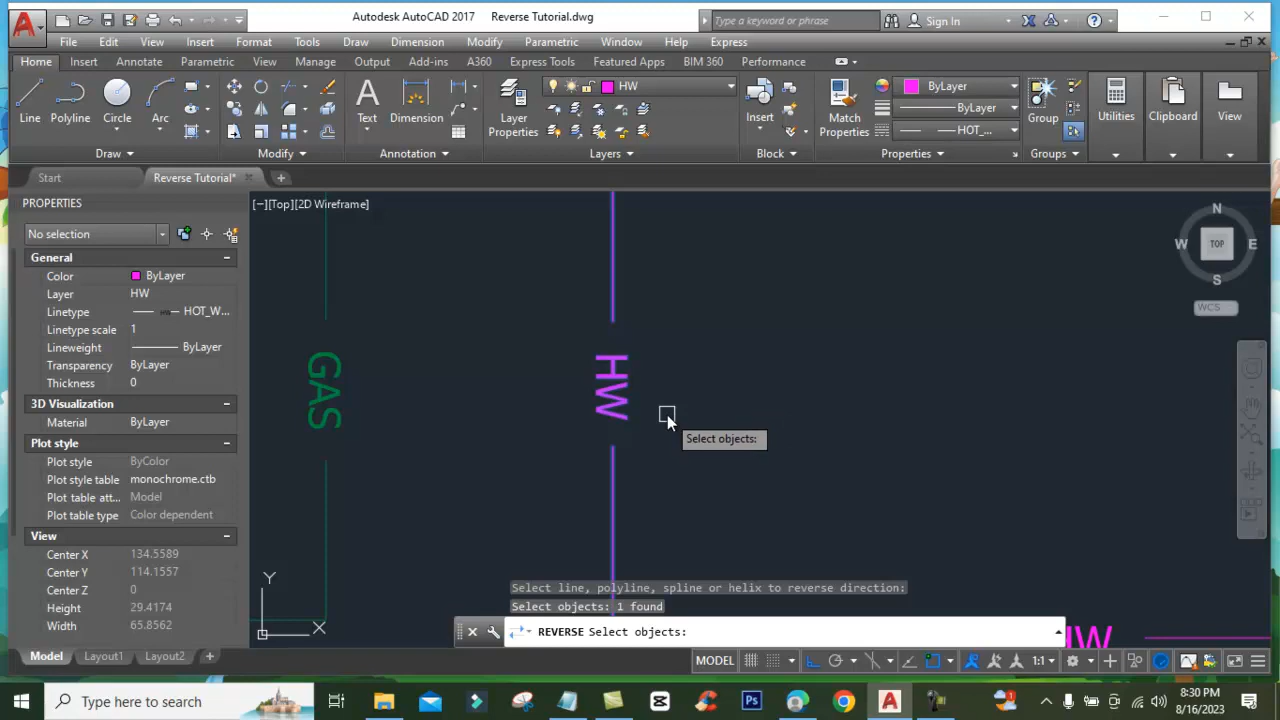 Autodesk AutoCAD 2017 Reverse Tutorial.dwg
Type a keyword or phrase
Sign In
File Edit View Insert Format Tools Draw Dimension Modify Parametric Window Help Express
Home Insert Annotate Parametric View Manage Output Add-ins A360 Express Tools Featured Apps BIM 360 Performance
HW
ByLayer
ByLayer
HOT_...
Line Polyline Circle Arc
Text Dimension
Layer Properties
Insert
Match Properties
Group
Utilities
Clipboard
View
Draw Modify Annotation Layers Block Properties Groups
Start Reverse Tutorial*
PROPERTIES
No selection
General
Color ByLayer
Layer HW
Linetype HW HOT_W...
Linetype scale 1
Lineweight ByLayer
Transparency ByLayer
Thickness 0
3D Visualization
Material ByLayer
Plot style
Plot style ByColor
Plot style table monochrome.ctb
Plot table att... Model
Plot table type Color dependent
View
Center X 134.5589
Center Y 114.1557
Center Z 0
Height 29.4174
Width 65.8562
[−][Top][2D Wireframe]
N
W TOP E
S
WCS
GAS
HW
Select objects:
Y
X
Select line, polyline, spline or helix to reverse direction:
Select objects: 1 found
REVERSE Select objects:
HW
Model Layout1 Layout2
MODEL 1:1
Type here to search
Ps
1
8:30 PM
8/16/2023